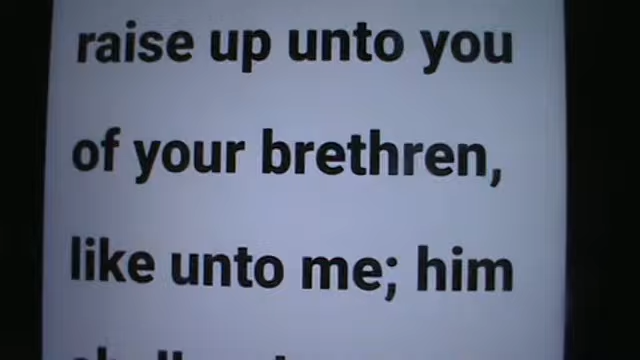 raise up unto you
of your brethren,
like unto me; him